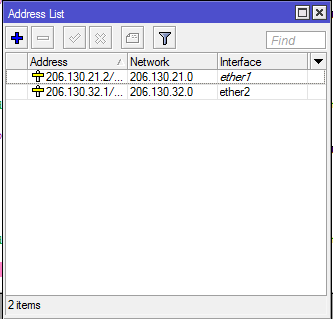 Address List
Find
Address Network Interface
206.130.21.2/... 206.130.21.0 ether1
206.130.32.1/... 206.130.32.0 ether2
2 items